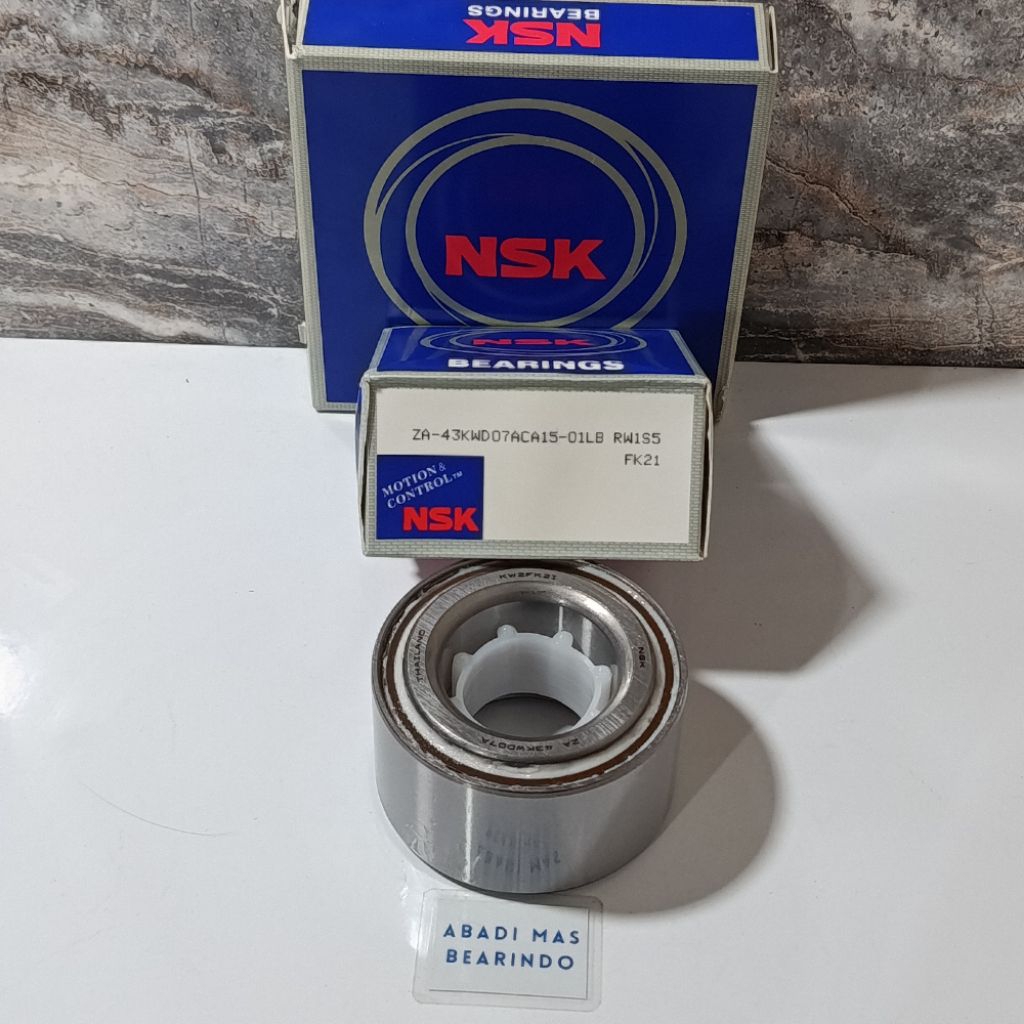 NSK
BEARINGS
NSK
NSK
BEARINGS
ZA-43KWD07ACA15-01LB RW1S5
FK21
MOTION &
CONTROL™
NSK
KW2FK21
THAILAND
NSK
ZA 43KWD07A
ABADI MAS
BEARINDO